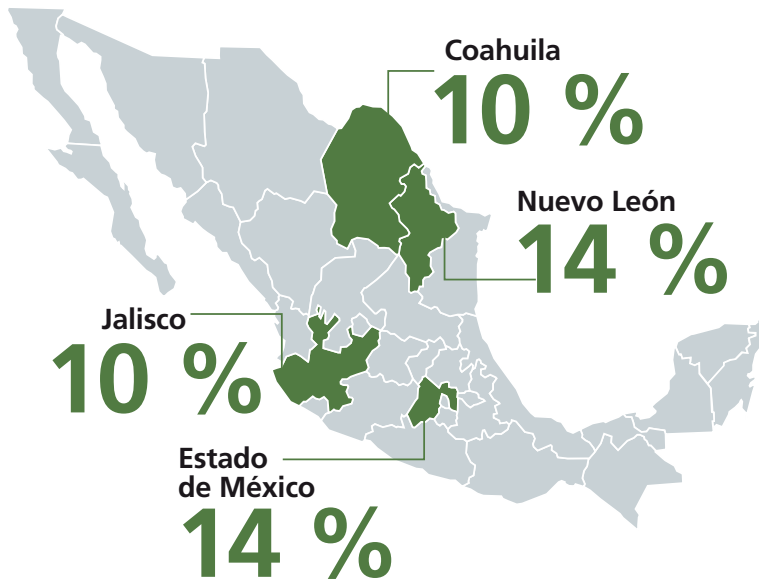 Coahuila
10 %
Nuevo León
14 %
Jalisco
10 %
Estado
de México
14 %